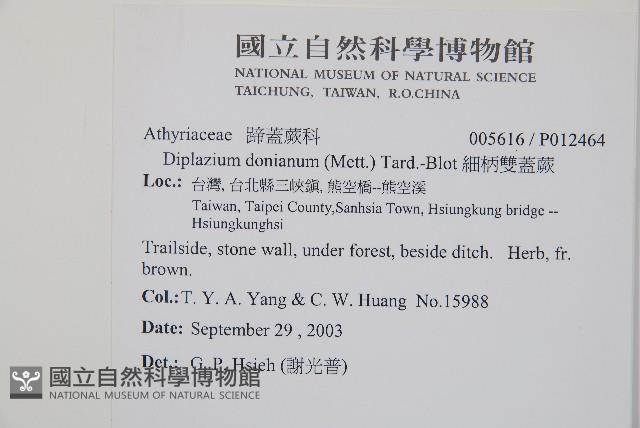 國立自然科學博物館
NATIONAL MUSEUM OF NATURAL SCIENCE
TAICHUNG, TAIWAN, R.O.CHINA
Athyriaceae 蹄蓋蕨科 005616 / P012464
Diplazium donianum (Mett.) Tard.-Blot 細柄雙蓋蕨
Loc.: 台灣, 台北縣三峽鎮, 熊空橋--熊空溪
Taiwan, Taipei County,Sanhsia Town, Hsiungkung bridge --
Hsiungkunghsi
Trailside, stone wall, under forest, beside ditch. Herb, fr.
brown.
Col.: T. Y. A. Yang & C. W. Huang No.15988
Date: September 29 , 2003
Det.: G. P. Hsieh (謝光普)
國立自然科學博物館
NATIONAL MUSEUM OF NATURAL SCIENCE